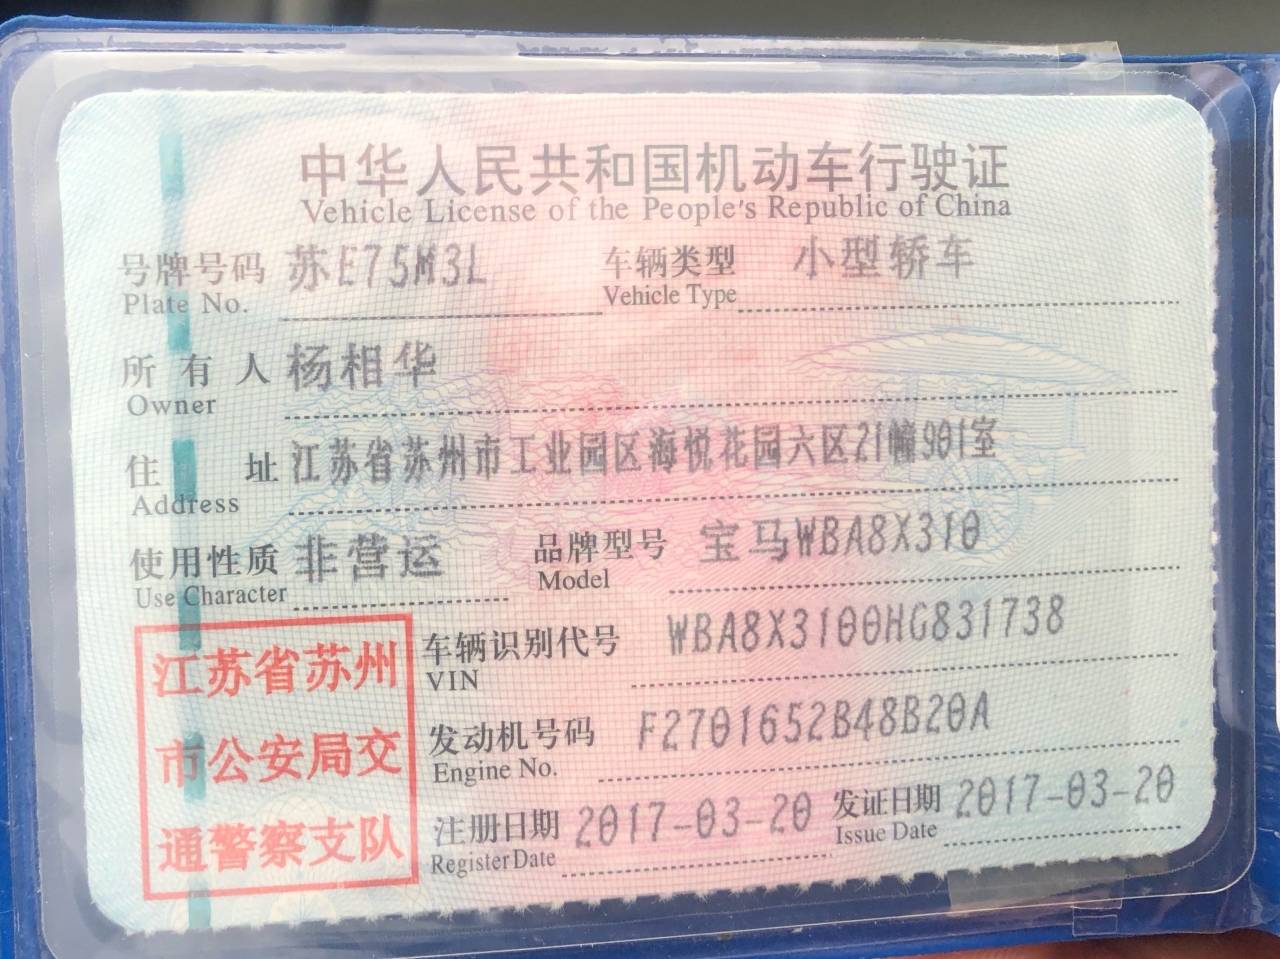 中华人民共和国机动车行驶证
Vehicle License of the People's Republic of China
号牌号码 苏E75M3L 车辆类型 小型轿车
Plate No. Vehicle Type
所有人 杨相华
Owner
住址 江苏省苏州市工业园区海悦花园六区21幢901室
Address
使用性质 非营运 品牌型号 宝马WBA8X310
Use Character Model
江苏省苏州
市公安局交
通警察支队
车辆识别代号 WBA8X3100HG831738
VIN
发动机号码 F2701652B48B20A
Engine No.
注册日期 2017-03-20 发证日期 2017-03-20
Register Date Issue Date